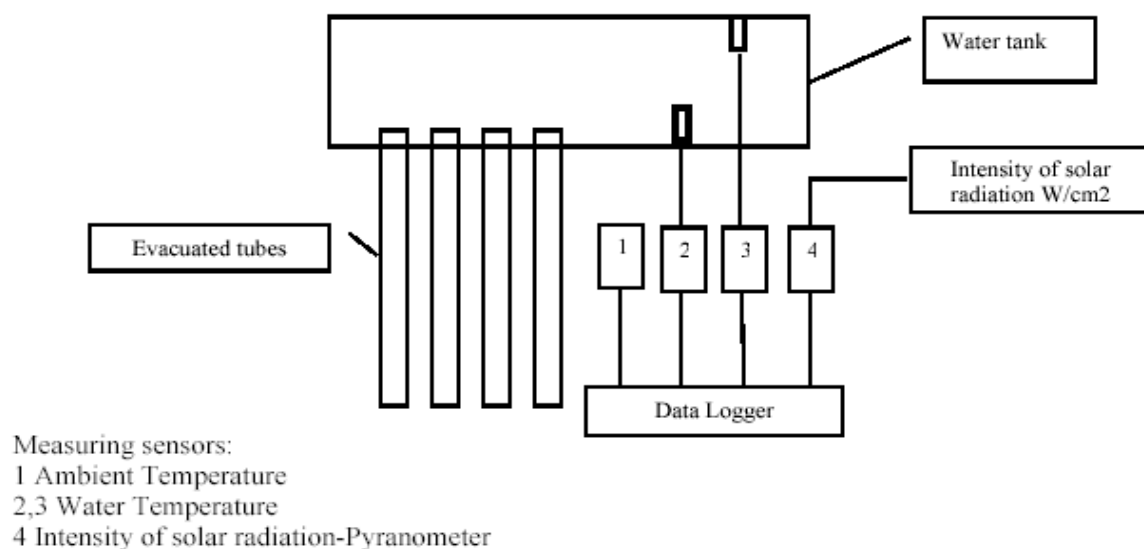 Water tank
Intensity of solar
radiation W/cm2
Evacuated tubes
1
2
3
4
Data Logger
Measuring sensors:
1 Ambient Temperature
2,3 Water Temperature
4 Intensity of solar radiation-Pyranometer